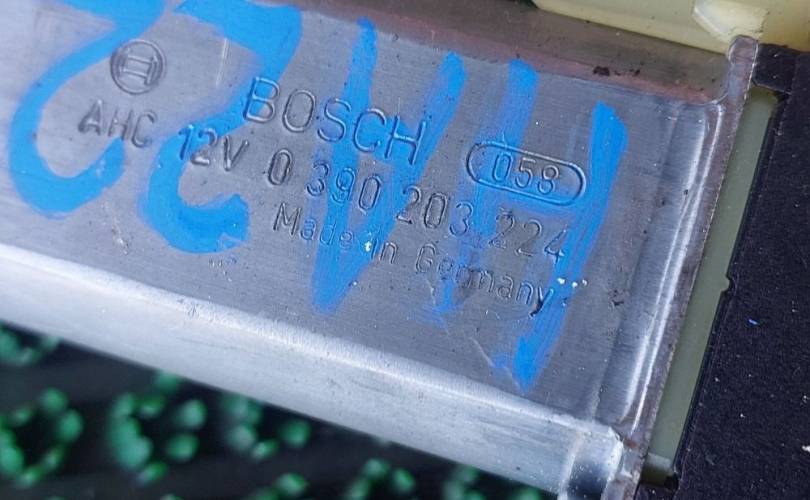 BOSCH 058
AHC 12V 0 390 203 224
Made in Germany